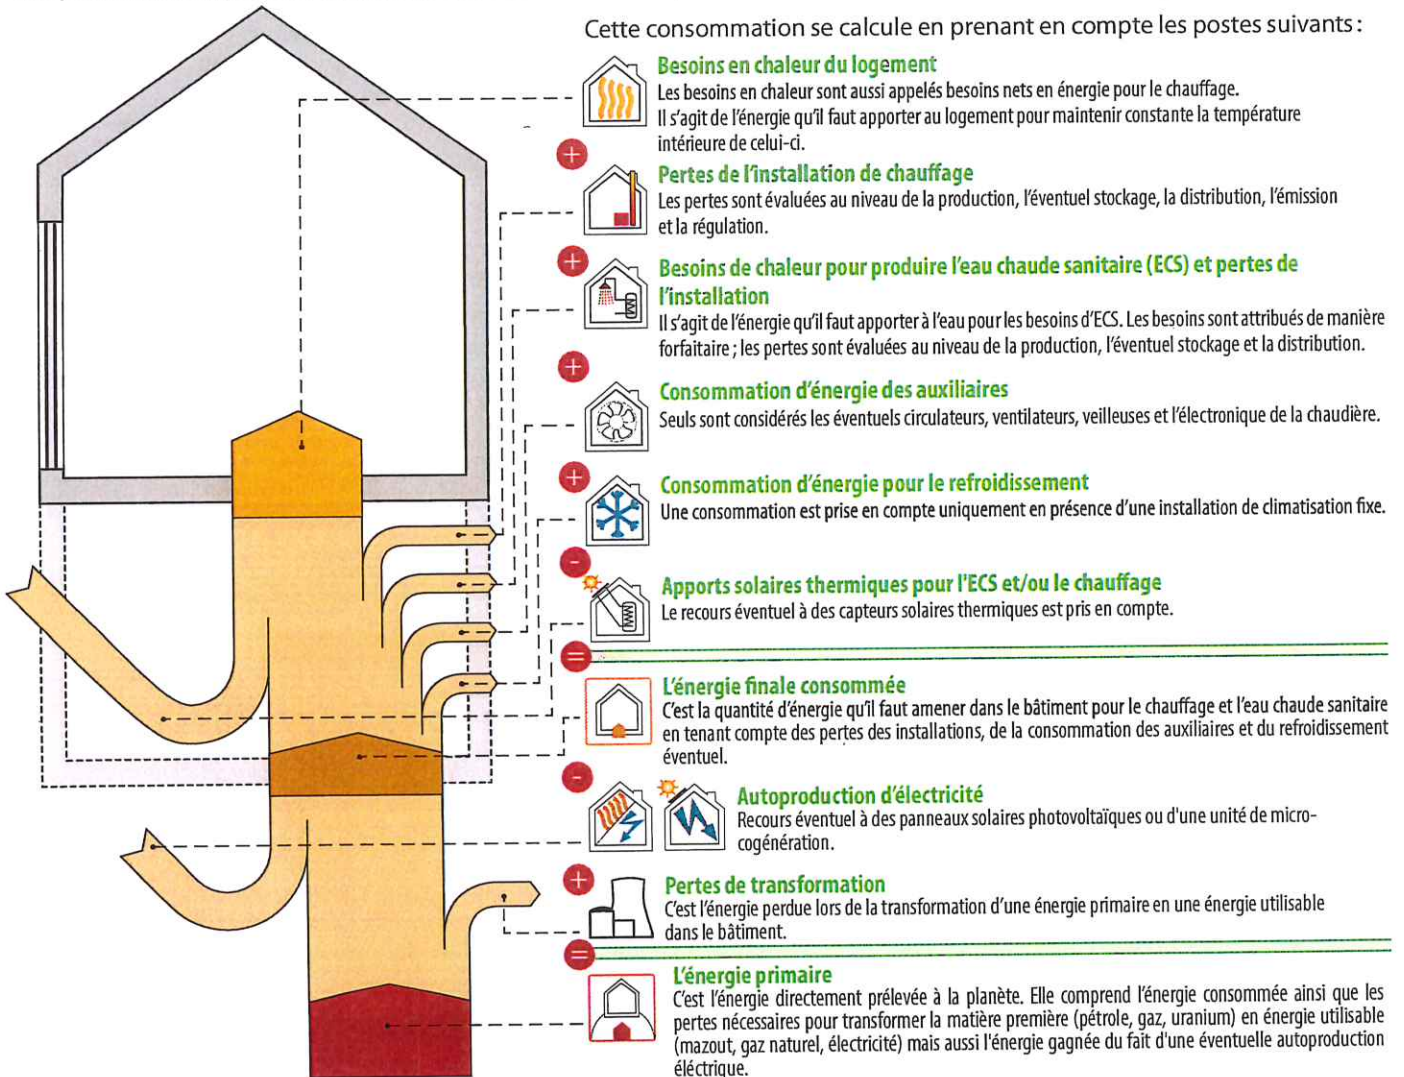 Cette consommation se calcule en prenant en compte les postes suivants :
Besoins en chaleur du logement
Les besoins en chaleur sont aussi appelés besoins nets en énergie pour le chauffage.
Il s'agit de l'énergie qu'il faut apporter au logement pour maintenir constante la température
intérieure de celui-ci.
+
Pertes de l'installation de chauffage
Les pertes sont évaluées au niveau de la production, l'éventuel stockage, la distribution, l'émission
et la régulation.
+
Besoins de chaleur pour produire l'eau chaude sanitaire (ECS) et pertes de
l'installation
Il s'agit de l'énergie qu'il faut apporter à l'eau pour les besoins d'ECS. Les besoins sont attribués de manière
forfaitaire ; les pertes sont évaluées au niveau de la production, l'éventuel stockage et la distribution.
+
Consommation d'énergie des auxiliaires
Seuls sont considérés les éventuels circulateurs, ventilateurs, veilleuses et l'électronique de la chaudière.
+
Consommation d'énergie pour le refroidissement
Une consommation est prise en compte uniquement en présence d'une installation de climatisation fixe.
-
Apports solaires thermiques pour l'ECS et/ou le chauffage
Le recours éventuel à des capteurs solaires thermiques est pris en compte.
=
L'énergie finale consommée
C'est la quantité d'énergie qu'il faut amener dans le bâtiment pour le chauffage et l'eau chaude sanitaire
en tenant compte des pertes des installations, de la consommation des auxiliaires et du refroidissement
éventuel.
-
Autoproduction d'électricité
Recours éventuel à des panneaux solaires photovoltaïques ou d'une unité de micro-
cogénération.
+
Pertes de transformation
C'est l'énergie perdue lors de la transformation d'une énergie primaire en une énergie utilisable
dans le bâtiment.
=
L'énergie primaire
C'est l'énergie directement prélevée à la planète. Elle comprend l'énergie consommée ainsi que les
pertes nécessaires pour transformer la matière première (pétrole, gaz, uranium) en énergie utilisable
(mazout, gaz naturel, électricité) mais aussi l'énergie gagnée du fait d'une éventuelle autoproduction
éléctrique.